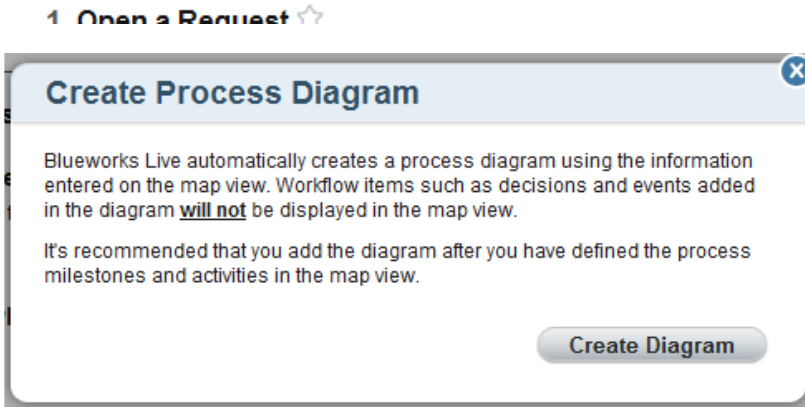 1 Open a Request
Create Process Diagram
Blueworks Live automatically creates a process diagram using the information
entered on the map view. Workflow items such as decisions and events added
in the diagram will not be displayed in the map view.
It's recommended that you add the diagram after you have defined the process
milestones and activities in the map view.
Create Diagram